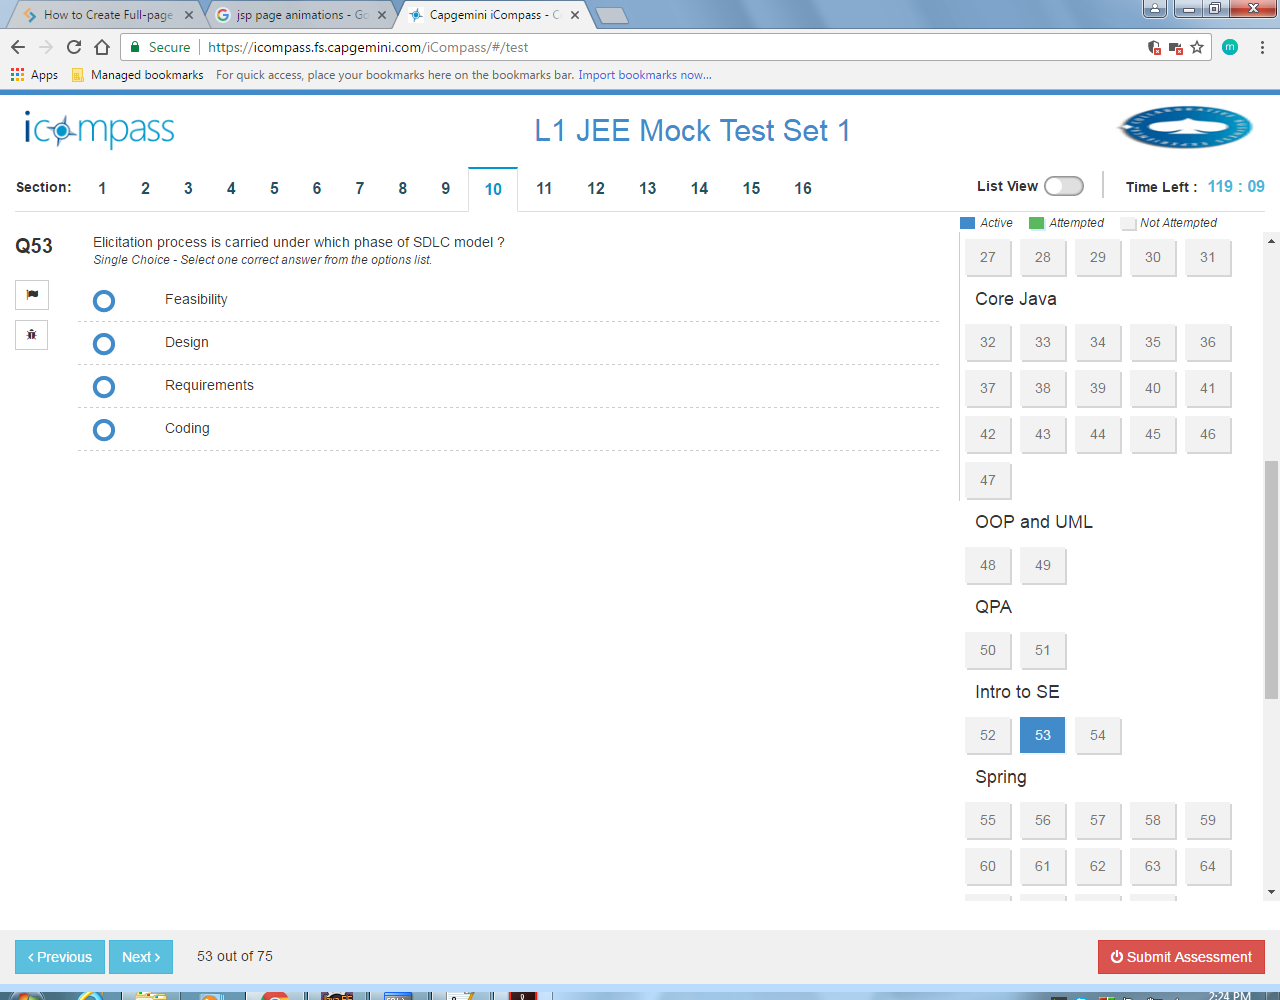 How to Create Full-page
jsp page animations - Go
Capgemini iCompass - C
Secure
https://icompass.fs.capgemini.com/iCompass/#/test
m
Apps
Managed bookmarks
For quick access, place your bookmarks here on the bookmarks bar. Import bookmarks now...
icompass
L1 JEE Mock Test Set 1
Section: 1 2 3 4 5 6 7 8 9 10 11 12 13 14 15 16
List View
Time Left : 119 : 09
Active Attempted Not Attempted
Q53
Elicitation process is carried under which phase of SDLC model ?
Single Choice - Select one correct answer from the options list.
Feasibility
Design
Requirements
Coding
27 28 29 30 31
Core Java
32 33 34 35 36
37 38 39 40 41
42 43 44 45 46
47
OOP and UML
48 49
QPA
50 51
Intro to SE
52 53 54
Spring
55 56 57 58 59
60 61 62 63 64
‹ Previous
Next ›
53 out of 75
Submit Assessment
2:24 PM